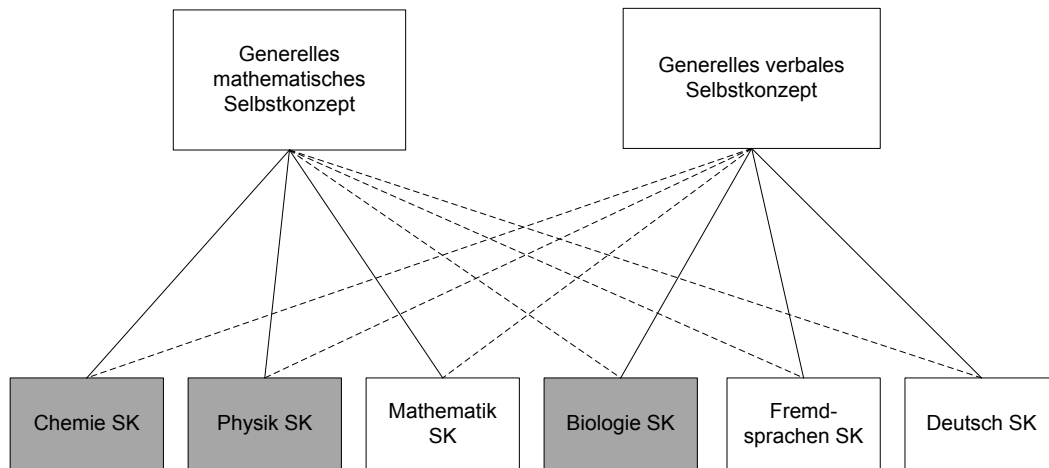 Generelles
mathematisches
Selbstkonzept
Generelles verbales
Selbstkonzept
Chemie SK
Physik SK
Mathematik
SK
Biologie SK
Fremd-
sprachen SK
Deutsch SK